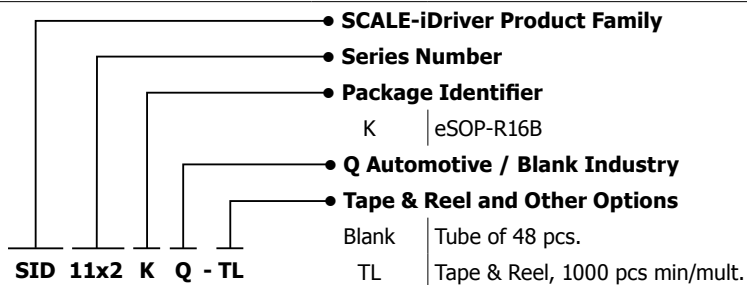 SCALE-iDriver Product Family
Series Number
Package Identifier
K eSOP-R16B
Q Automotive / Blank Industry
Tape & Reel and Other Options
Blank Tube of 48 pcs.
TL Tape & Reel, 1000 pcs min/mult.
SID 11x2 K Q - TL